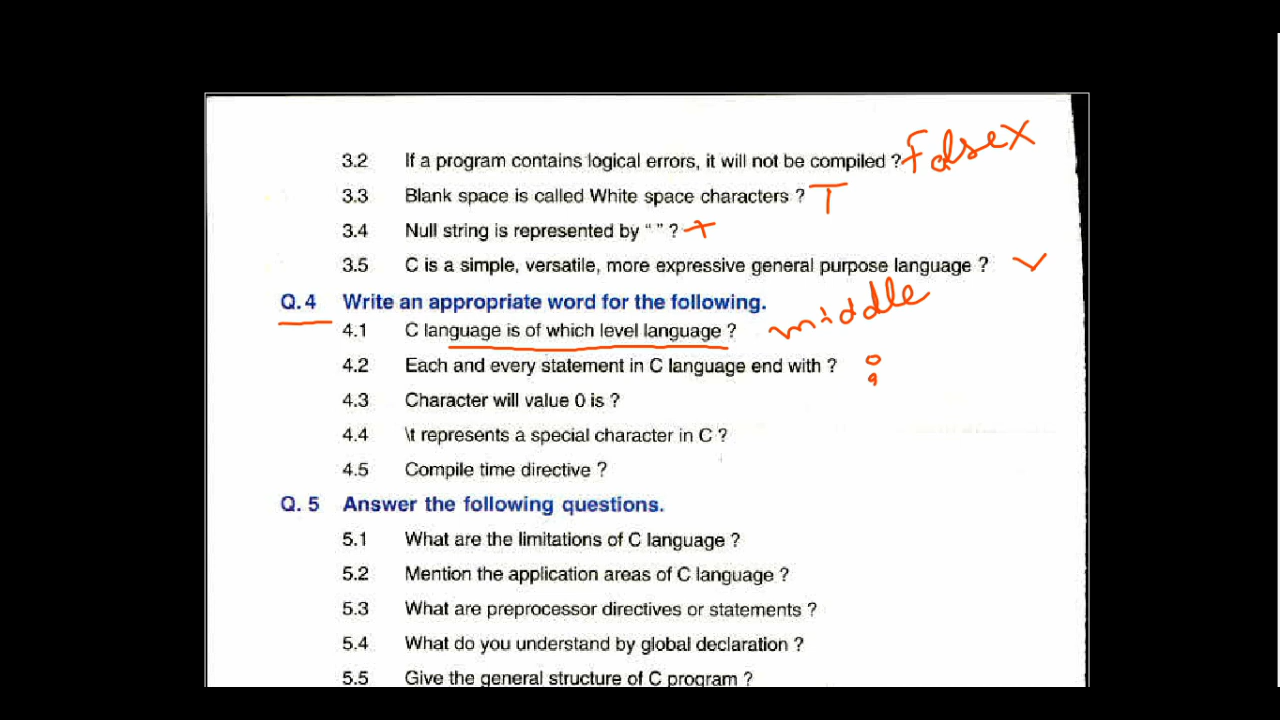 3.2 If a program contains logical errors, it will not be compiled ? False X
3.3 Blank space is called White space characters ? T
3.4 Null string is represented by “ ” ?
3.5 C is a simple, versatile, more expressive general purpose language ? ✓
Q. 4 Write an appropriate word for the following.
4.1 C language is of which level language ? middle
4.2 Each and every statement in C language end with ? ;
4.3 Character will value 0 is ?
4.4 \t represents a special character in C ?
4.5 Compile time directive ?
Q. 5 Answer the following questions.
5.1 What are the limitations of C language ?
5.2 Mention the application areas of C language ?
5.3 What are preprocessor directives or statements ?
5.4 What do you understand by global declaration ?
5.5 Give the general structure of C program ?